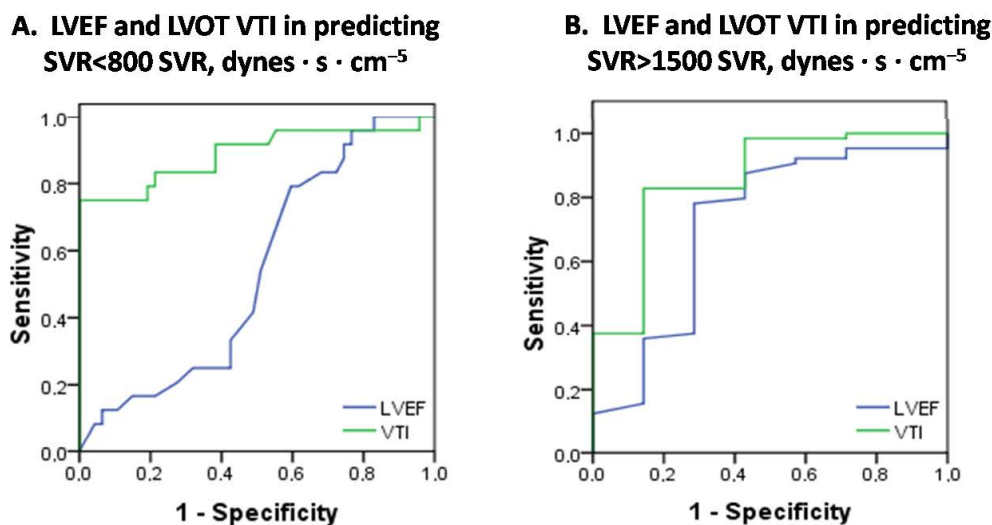 A. LVEF and LVOT VTI in predicting
SVR<800 SVR, dynes · s · cm⁻⁵
1.0
0.8
0.6
0.4
0.2
0.0
Sensitivity
LVEF
VTI
0.0 0.2 0.4 0.6 0.8 1.0
1 - Specificity
B. LVEF and LVOT VTI in predicting
SVR>1500 SVR, dynes · s · cm⁻⁵
1.0
0.8
0.6
0.4
0.2
0.0
Sensitivity
LVEF
VTI
0.0 0.2 0.4 0.6 0.8 1.0
1 - Specificity